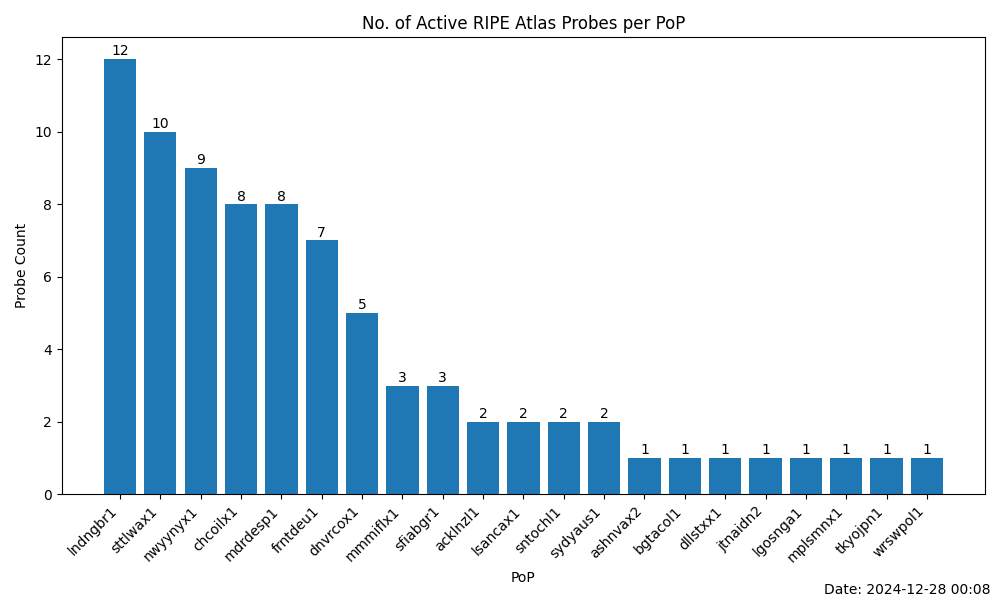 No. of Active RIPE Atlas Probes per PoP
12
10
9
8
8
7
5
3
3
2
2
2
2
1
1
1
1
1
1
1
1
12
10
8
6
4
2
0
Probe Count
lndngbr1
sttlwax1
nwyynyx1
chcoilx1
mdrdesp1
frntdeu1
dnvrcox1
mmmiflx1
sfiabgr1
acklnzl1
lsancax1
sntochl1
sydyaus1
ashnvax2
bgtacol1
dllstxx1
jtnaidn2
lgosnga1
mplsmnx1
tkyojpn1
wrswpol1
PoP
Date: 2024-12-28 00:08